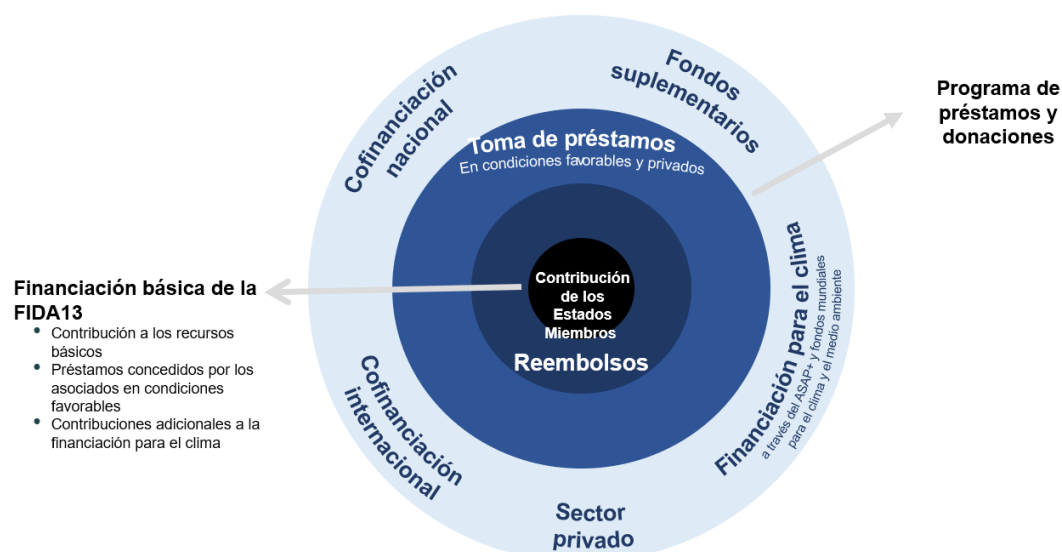 Cofinanciación
nacional
Fondos
suplementarios
Programa de
préstamos y
donaciones
Toma de préstamos
En condiciones favorables y privados
Contribución
de los
Estados
Miembros
Reembolsos
Financiación básica de la
FIDA13
• Contribución a los recursos
básicos
• Préstamos concedidos por los
asociados en condiciones
favorables
• Contribuciones adicionales a la
financiación para el clima
Financiación para el clima
a través del ASAP+ y fondos mundiales
para el clima y el medio ambiente
Cofinanciación
internacional
Sector
privado